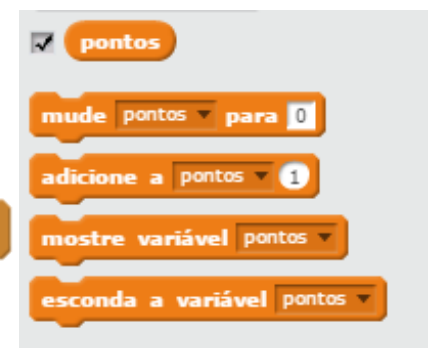 pontos
mude pontos para 0
adicione a pontos 1
mostre variável pontos
esconda a variável pontos